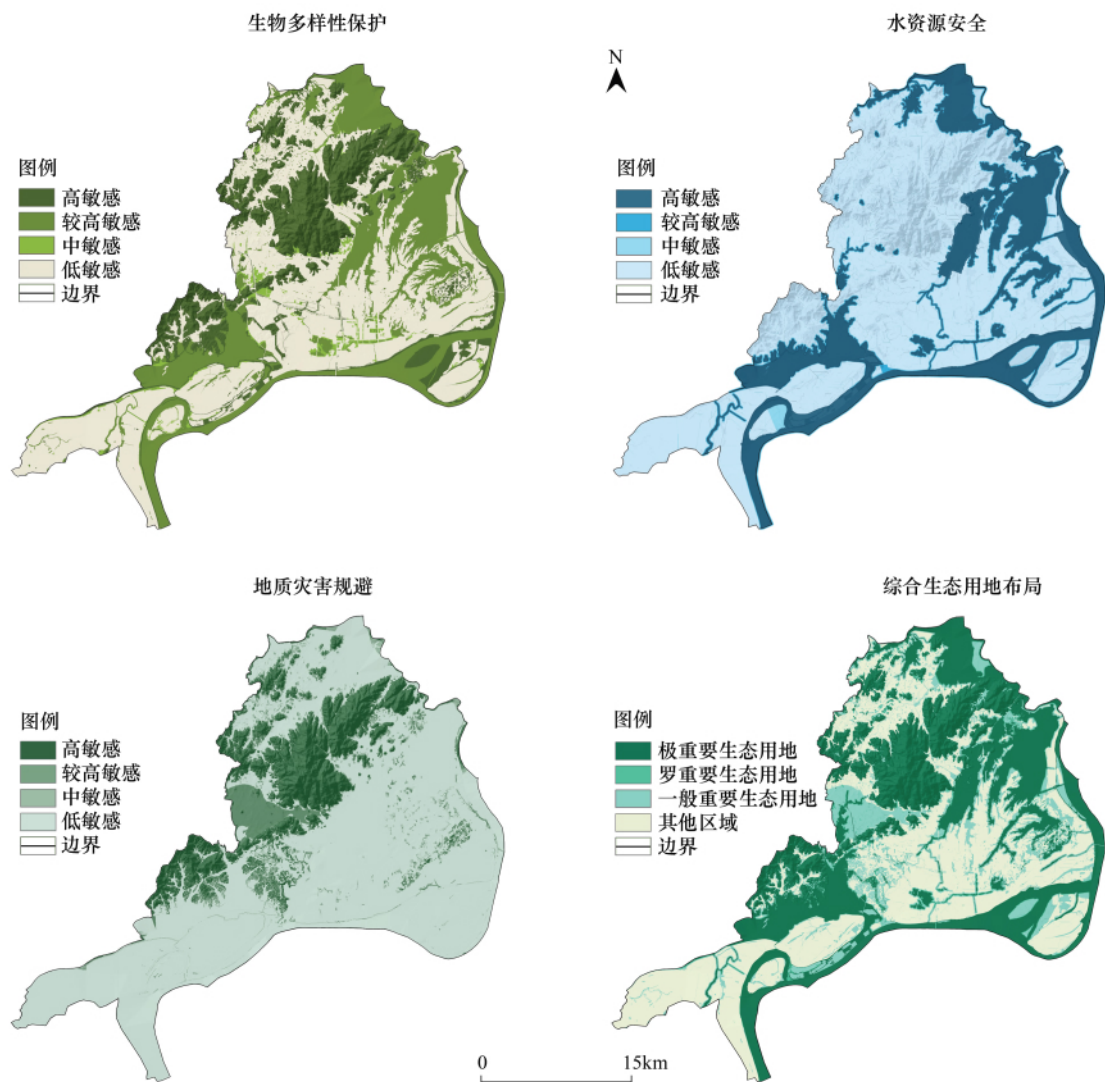 生物多样性保护
水资源安全
N
图例
高敏感
较高敏感
中敏感
低敏感
边界
图例
高敏感
较高敏感
中敏感
低敏感
边界
地质灾害规避
综合生态用地布局
图例
高敏感
较高敏感
中敏感
低敏感
边界
图例
极重要生态用地
罗重要生态用地
一般重要生态用地
其他区域
边界
0 15km